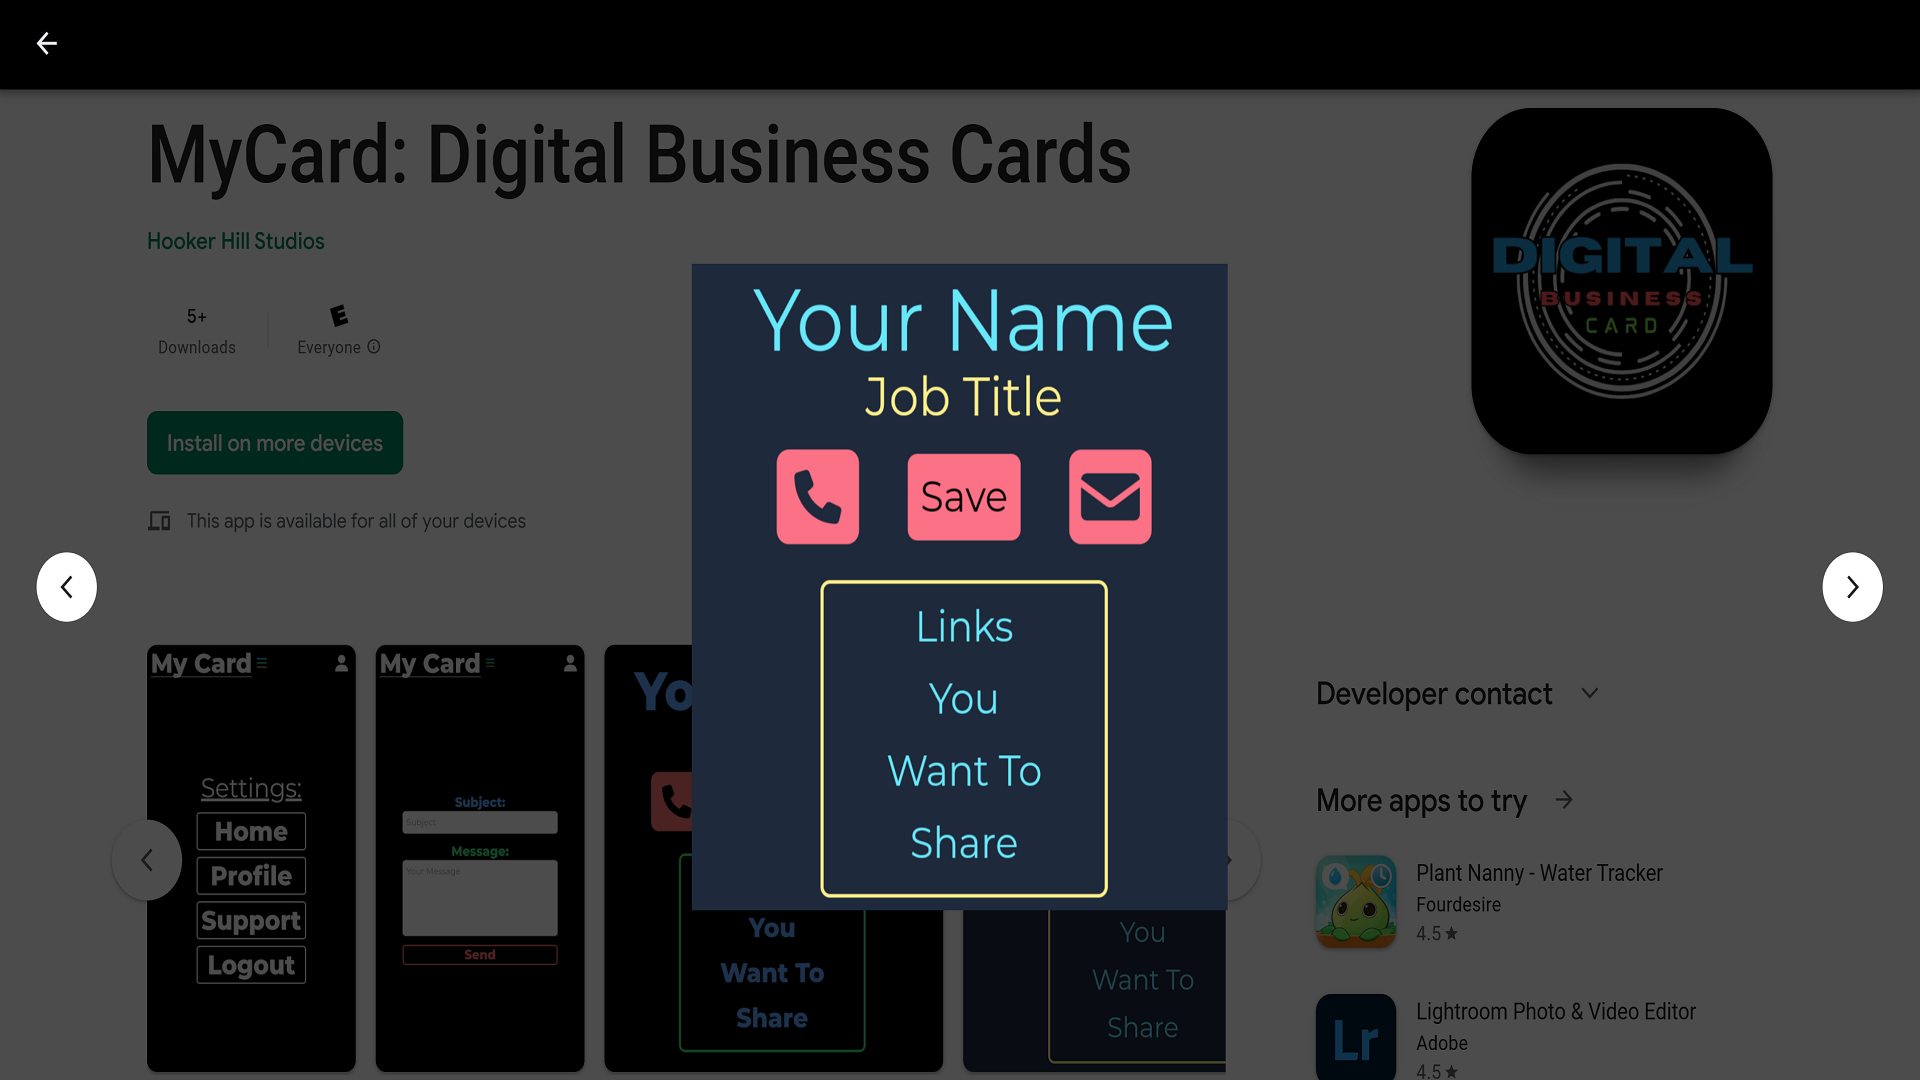 MyCard: Digital Business Cards
Hooker Hill Studios
5+
Downloads
E
Everyone
Install on more devices
This app is available for all of your devices
DIGITAL
BUSINESS
CARD
Your Name
Job Title
Save
Links
You
Want To
Share
My Card
Settings:
Home
Profile
Support
Logout
My Card
Subject:
Subject
Message:
Your Message
Send
Yo
You
Want To
Share
You
Want To
Share
Developer contact
More apps to try
Plant Nanny - Water Tracker
Fourdesire
4.5★
Lr
Lightroom Photo & Video Editor
Adobe
4.5★